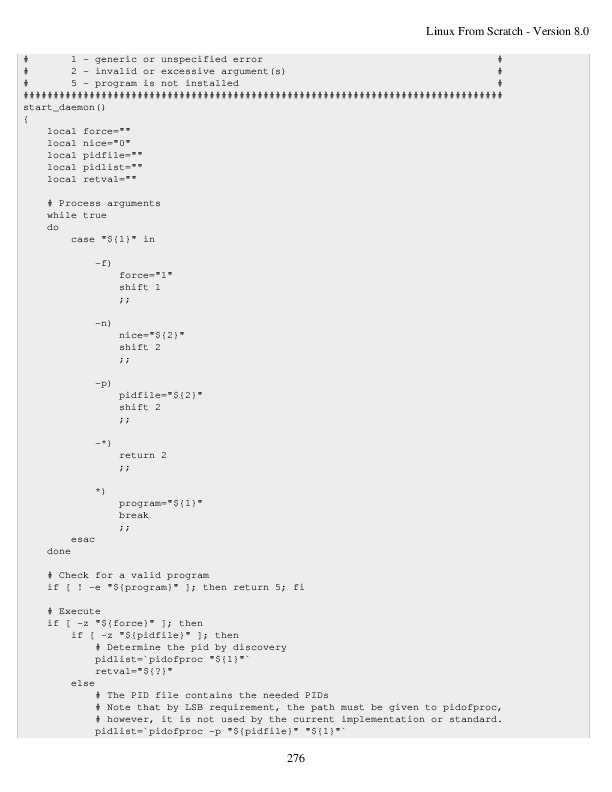 Linux From Scratch - Version 8.0
#       1 - generic or unspecified error                                       #
#       2 - invalid or excessive argument(s)                                   #
#       5 - program is not installed                                           #
################################################################################
start_daemon()
{
    local force=""
    local nice="0"
    local pidfile=""
    local pidlist=""
    local retval=""

    # Process arguments
    while true
    do
        case "${1}" in

            -f)
                force="1"
                shift 1
                ;;

            -n)
                nice="${2}"
                shift 2
                ;;

            -p)
                pidfile="${2}"
                shift 2
                ;;

            -*)
                return 2
                ;;

            *)
                program="${1}"
                break
                ;;
        esac
    done

    # Check for a valid program
    if [ ! -e "${program}" ]; then return 5; fi

    # Execute
    if [ -z "${force}" ]; then
        if [ -z "${pidfile}" ]; then
            # Determine the pid by discovery
            pidlist=`pidofproc "${1}"`
            retval="${?}"
        else
            # The PID file contains the needed PIDs
            # Note that by LSB requirement, the path must be given to pidofproc,
            # however, it is not used by the current implementation or standard.
            pidlist=`pidofproc -p "${pidfile}" "${1}"`
276